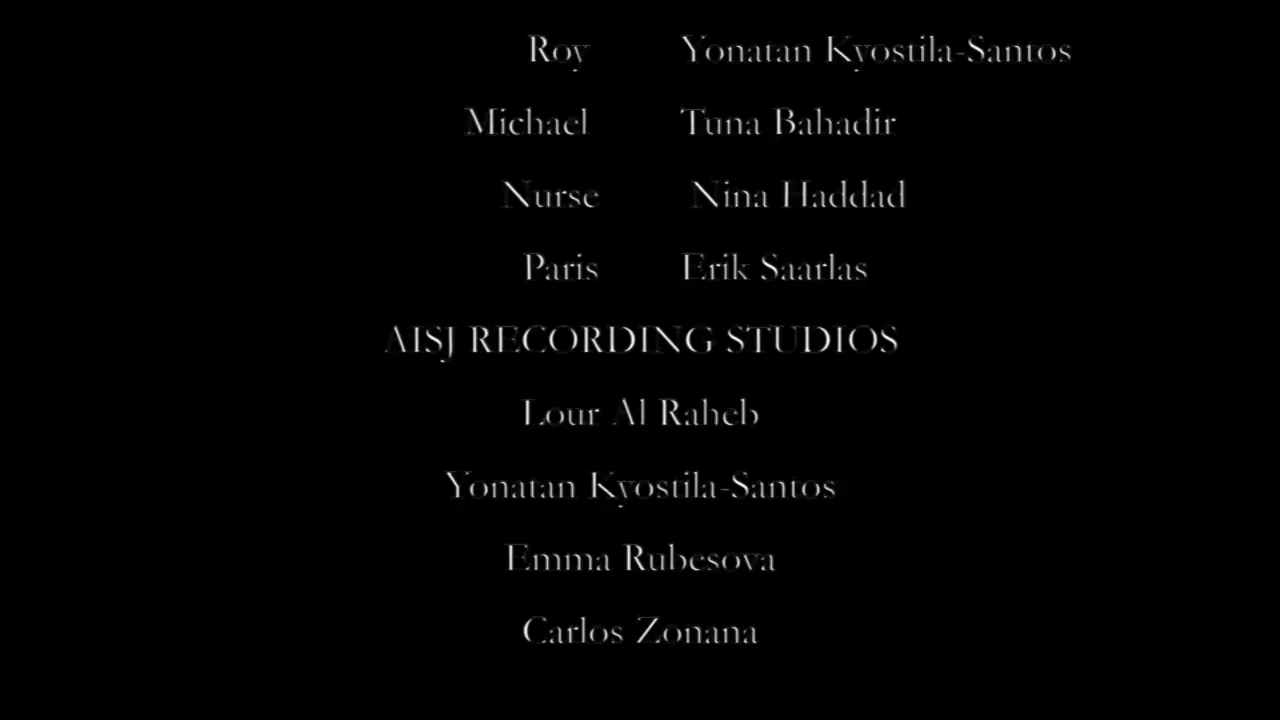 Roy Yonatan Kyostila-Santos
Michael Tuna Bahadir
Nurse Nina Haddad
Paris Erik Saarlas
AISJ RECORDING STUDIOS
Lour Al Raheb
Yonatan Kyostila-Santos
Emma Rubesova
Carlos Zonana